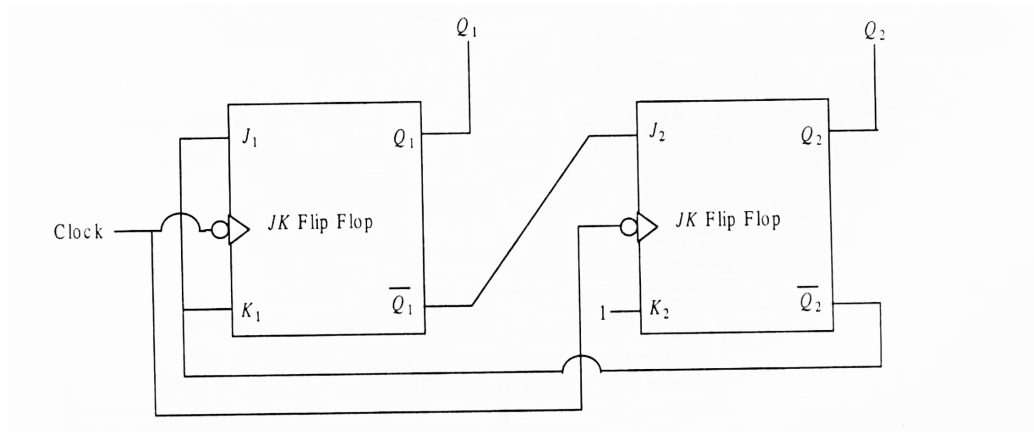 Q₁
Q₂
J₁
Q₁
J₂
Q₂
Clock
JK Flip Flop
JK Flip Flop
K₁
Q̅₁
1
K₂
Q̅₂